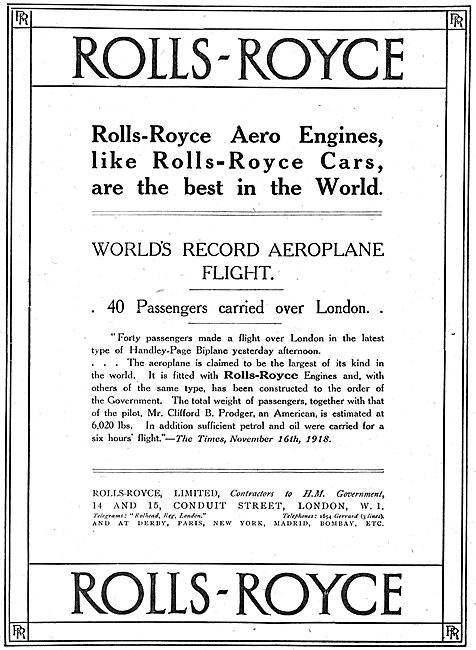 RR RR
ROLLS-ROYCE
Rolls-Royce Aero Engines,
like Rolls-Royce Cars,
are the best in the World.
WORLD'S RECORD AEROPLANE
FLIGHT.
. 40 Passengers carried over London. .
"Forty passengers made a flight over London in the latest
type of Handley-Page Biplane yesterday afternoon.
. . . The aeroplane is claimed to be the largest of its kind in
the world. It is fitted with Rolls-Royce Engines and, with
others of the same type, has been constructed to the order of
the Government. The total weight of passengers, together with that
of the pilot, Mr. Clifford B. Prodger, an American, is estimated at
6,020 lbs. In addition sufficient petrol and oil were carried for a
six hours' flight."—The Times, November 16th, 1918.
ROLLS-ROYCE, LIMITED, Contractors to H.M. Government,
14 AND 15, CONDUIT STREET, LONDON, W. 1,
Telegrams: "Rolhead, Reg, London." Telephones: 1654 Gerrard (3 lines),
AND AT DERBY, PARIS, NEW YORK, MADRID, BOMBAY, ETC.
ROLLS-ROYCE
RR RR